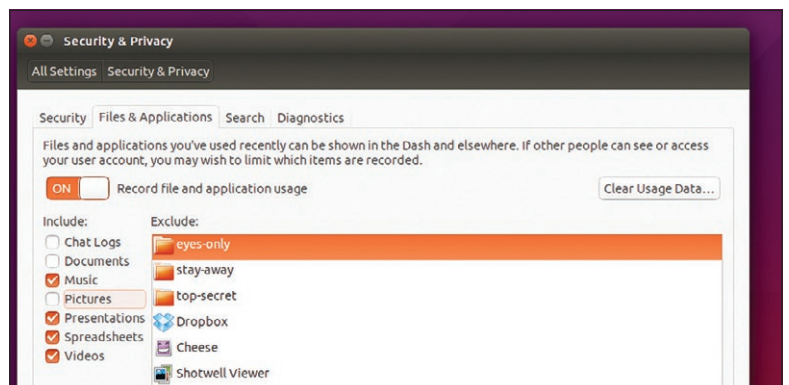 Security & Privacy
All Settings Security & Privacy
Security Files & Applications Search Diagnostics
Files and applications you've used recently can be shown in the Dash and elsewhere. If other people can see or access
your user account, you may wish to limit which items are recorded.
ON Record file and application usage Clear Usage Data...
Include: Exclude:
Chat Logs eyes-only
Documents
Music stay-away
Pictures top-secret
Presentations Dropbox
Spreadsheets Cheese
Videos
Shotwell Viewer